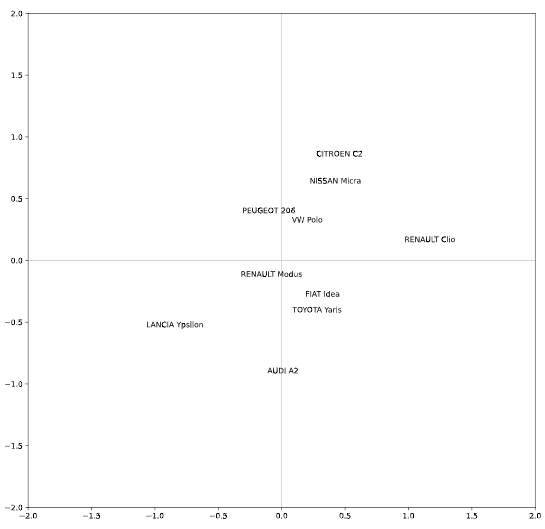 2.0
1.5
1.0
CITROEN C2
NISSAN Micra
0.5
PEUGEOT 206
VW Polo
RENAULT Clio
0.0
RENAULT Modus
FIAT Idea
TOYOTA Yaris
−0.5
LANCIA Ypsilon
AUDI A2
−1.0
−1.5
−2.0
−2.0 −1.5 −1.0 −0.5 0.0 0.5 1.0 1.5 2.0